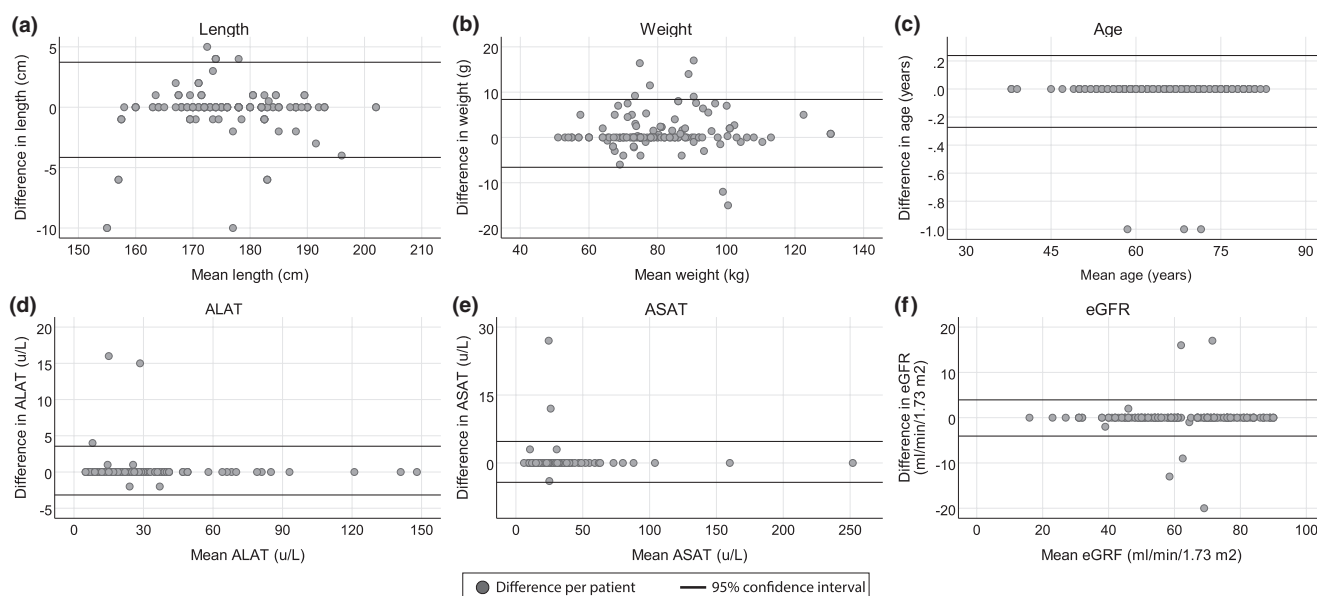 (a) Length
5
0
-5
-10
Difference in length (cm)
150 160 170 180 190 200 210
Mean length (cm)
(b) Weight
20
10
0
-10
-20
Difference in weight (g)
40 60 80 100 120 140
Mean weight (kg)
(c) Age
.2
.0
-.2
-.4
-.6
-.8
-1.0
Difference in age (years)
30 45 60 75 90
Mean age (years)
(d) ALAT
20
15
10
5
0
-5
Difference in ALAT (u/L)
0 30 60 90 120 150
Mean ALAT (u/L)
(e) ASAT
30
15
0
Difference in ASAT (u/L)
0 50 100 150 200 250
Mean ASAT (u/L)
(f) eGFR
20
10
0
-10
-20
Difference in eGFR
(ml/min/1.73 m2)
0 20 40 60 80 100
Mean eGRF (ml/min/1.73 m2)
Difference per patient 95% confidence interval